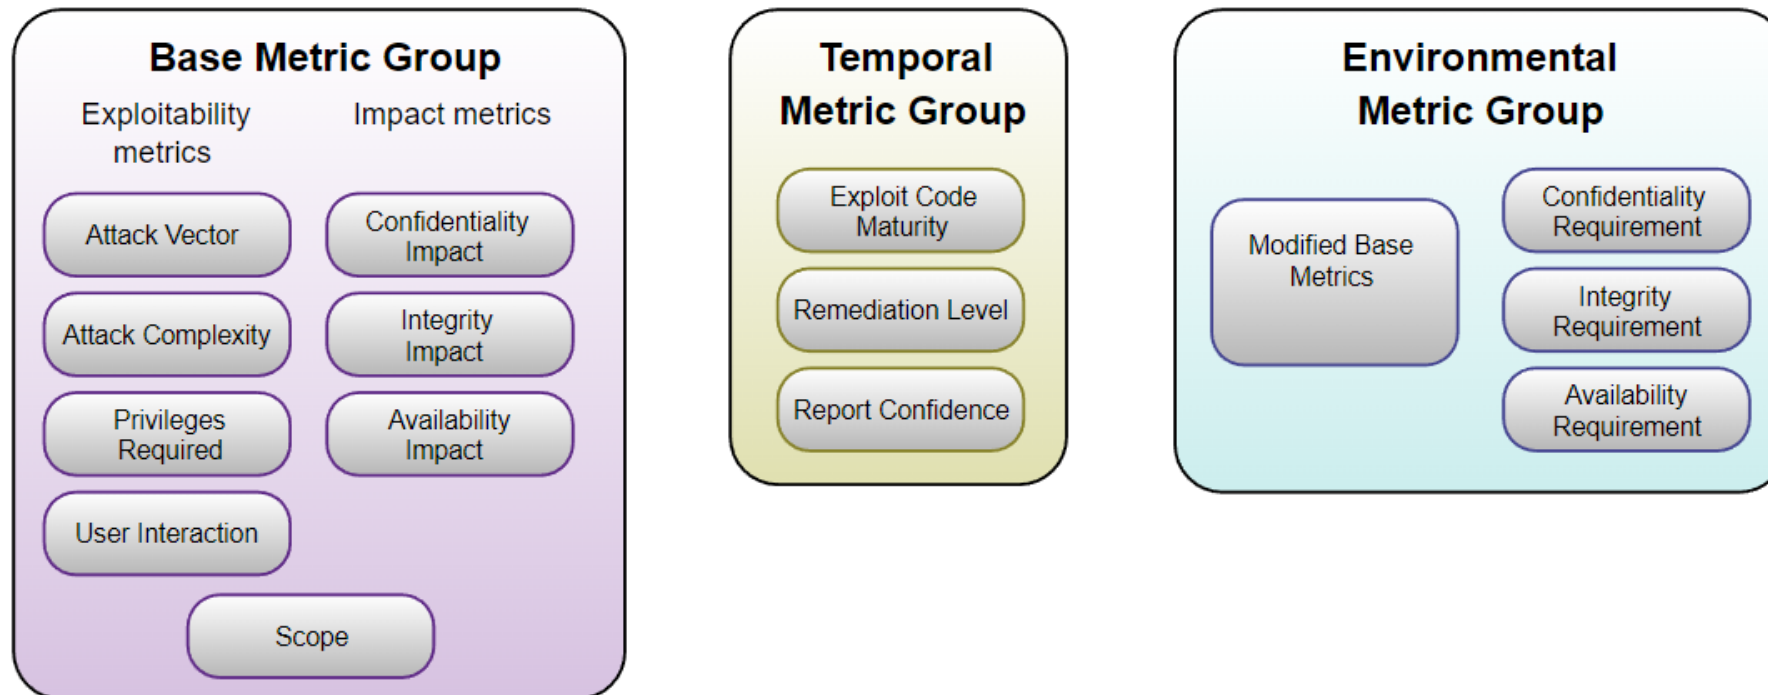 Base Metric Group
Exploitability
metrics
Impact metrics
Attack Vector
Attack Complexity
Privileges
Required
User Interaction
Confidentiality
Impact
Integrity
Impact
Availability
Impact
Scope
Temporal
Metric Group
Exploit Code
Maturity
Remediation Level
Report Confidence
Environmental
Metric Group
Modified Base
Metrics
Confidentiality
Requirement
Integrity
Requirement
Availability
Requirement